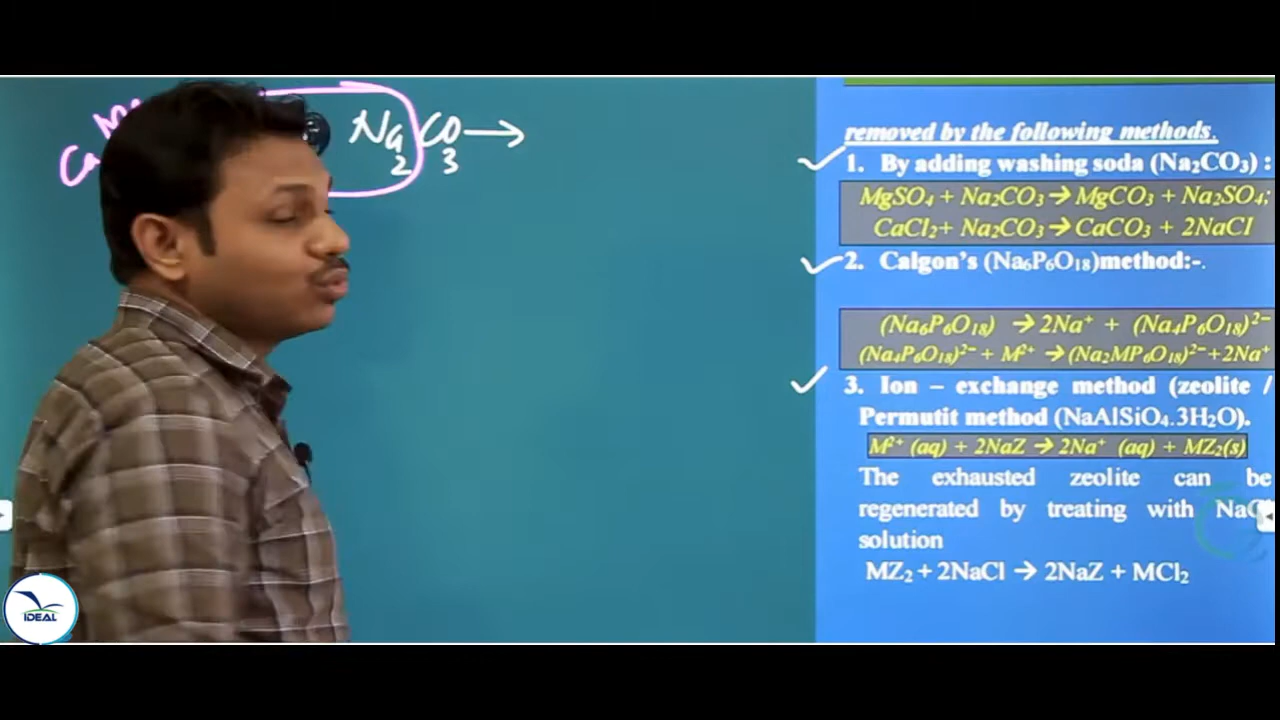 Na₂CO₃ →
removed by the following methods.
1. By adding washing soda (Na₂CO₃) :
MgSO₄ + Na₂CO₃ → MgCO₃ + Na₂SO₄;
CaCl₂ + Na₂CO₃ → CaCO₃ + 2NaCl
2. Calgon's (Na₆P₆O₁₈)method:-.
(Na₆P₆O₁₈) → 2Na⁺ + (Na₄P₆O₁₈)²⁻
(Na₄P₆O₁₈)²⁻ + M²⁺ → (Na₂MP₆O₁₈)²⁻+2Na⁺
3. Ion – exchange method (zeolite /
Permutit method (NaAlSiO₄.3H₂O).
M²⁺ (aq) + 2NaZ → 2Na⁺ (aq) + MZ₂(s)
The exhausted zeolite can be
regenerated by treating with NaCl
solution
MZ₂ + 2NaCl → 2NaZ + MCl₂
IDEAL